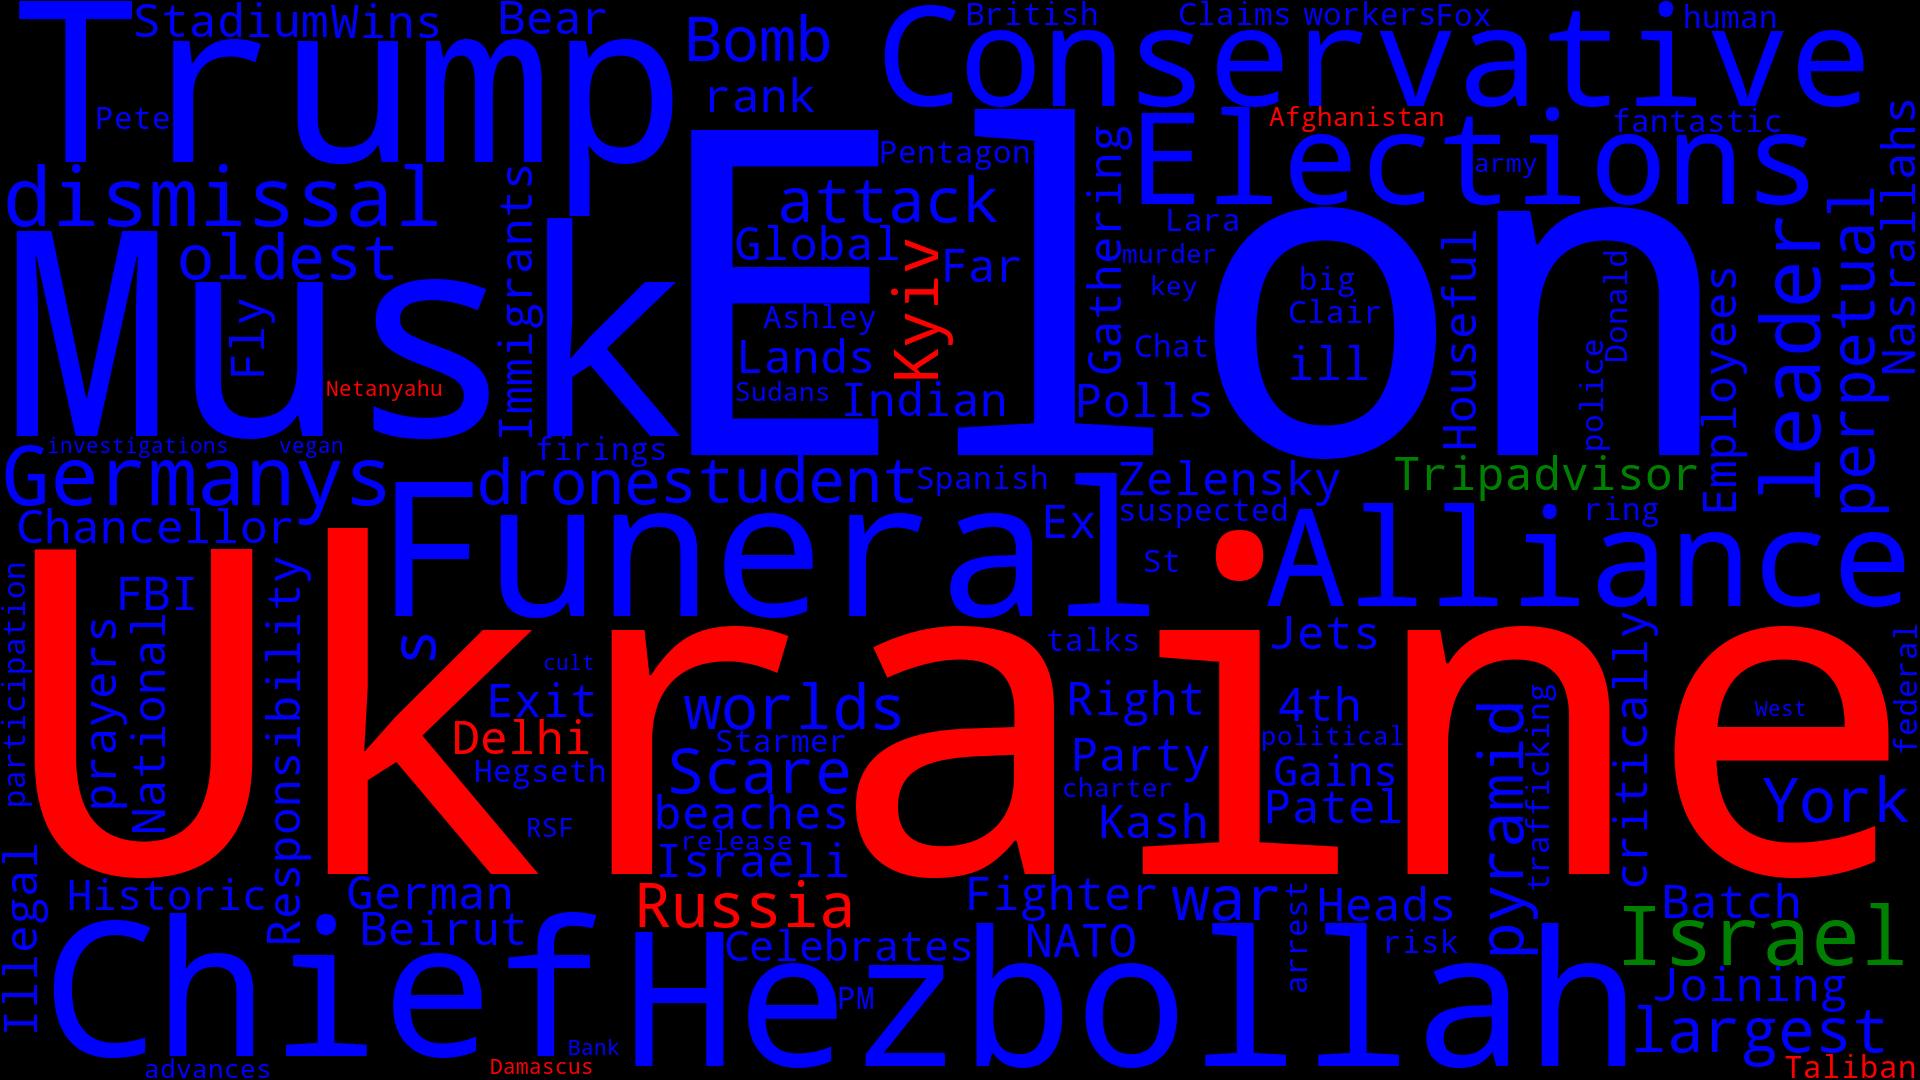 Trump
StadiumWins
Bear
Bomb
rank
Conservative
British
Claims
workers
Fox
human
Pete
dismissal
Elon
Pentagon
Gathering
Elections
Afghanistan
army
fantastic
Nasrallahs
Musk
oldest
Fly
Netanyahu
Immigrants
attack
Global
Kyiv
Far
Ashley
Lands
Sudans
Indian
Polls
Lara
murder
key
Chat
big
Clair
ill
Houseful
Donald
police
Employees
leader
perpetual
investigations
vegan
firings
Germanys
dronestudent
Spanish
Zelensky
Tripadvisor
Chancellor
Funeral
Ex
suspected
St
Alliance
ring
Ukraine
participation
FBI
prayers
National
Responsibility
s
cult
Exit
Delhi
Hegseth
RSF
worlds
Starmer
Scare
beaches
release
Israeli
talks
Right
Party
charter
Kash
Jets
4th
political
Gains
Patel
pyramid
trafficking
critically
West
York
federal
Illegal
Historic
German
Beirut
Russia
Fighter
war
Heads
Batch
Israel
Chief
Hezbollah
Celebrates
NATO
arrest
risk
PM
Joining
largest
advances
Bank
Damascus
Taliban